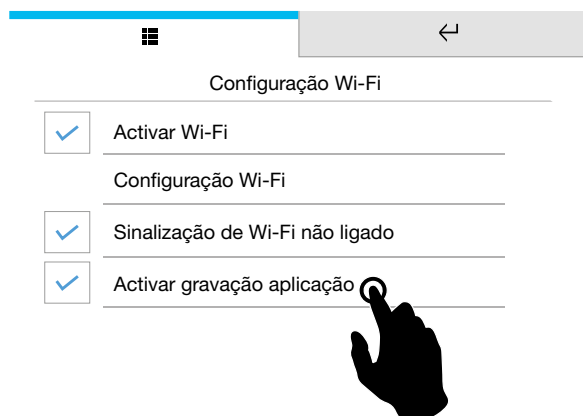 Configuração Wi-Fi
Activar Wi-Fi
Configuração Wi-Fi
Sinalização de Wi-Fi não ligado
Activar gravação aplicação